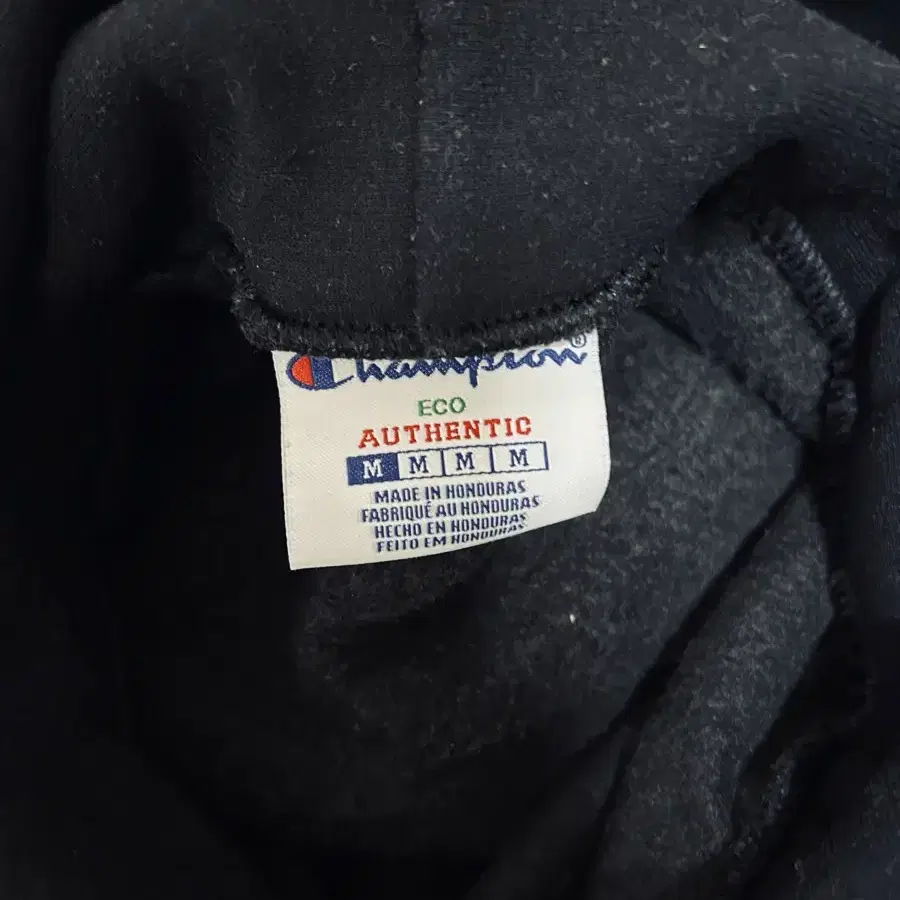 Champion®
ECO
AUTHENTIC
M M M M
MADE IN HONDURAS
FABRIQUÉ AU HONDURAS
HECHO EN HONDURAS
FEITO EM HONDURAS